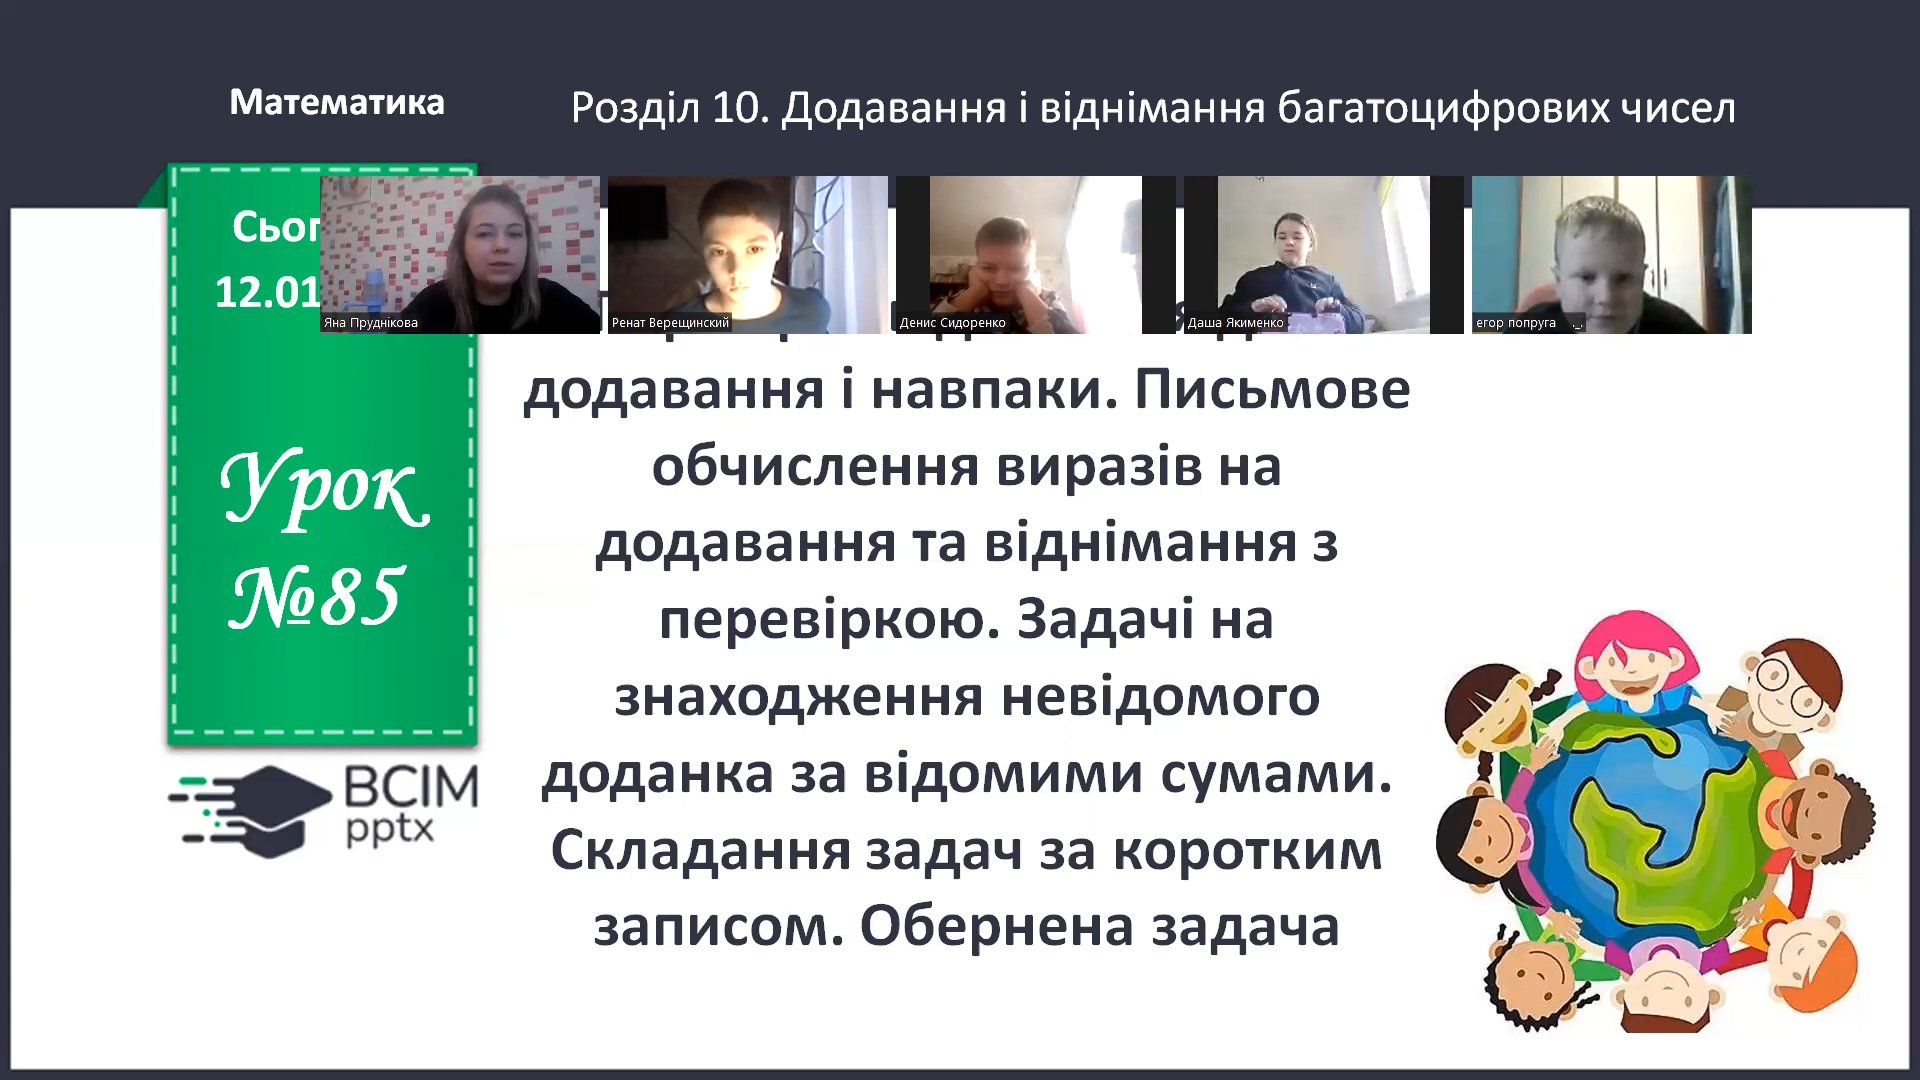 Математика
Розділ 10. Додавання і віднімання багатоцифрових чисел
12.01
Яна Пруднікова
Ренат Верещинский
Денис Сидоренко
Даша Якименко
егор попруга ._.
додавання і навпаки. Письмове
обчислення виразів на
додавання та віднімання з
перевіркою. Задачі на
знаходження невідомого
доданка за відомими сумами.
Складання задач за коротким
записом. Обернена задача
Урок
№85
BCIM
pptx